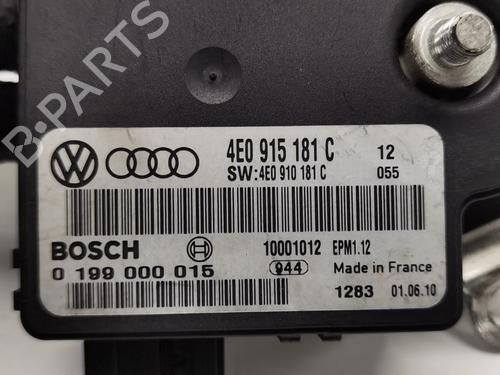 4E0 915 181 C 12
SW:4E0 910 181 C 055
BOSCH 10001012 EPM1.12
0 199 000 015 944 Made in France
1283 01.06.10
B-PARTS